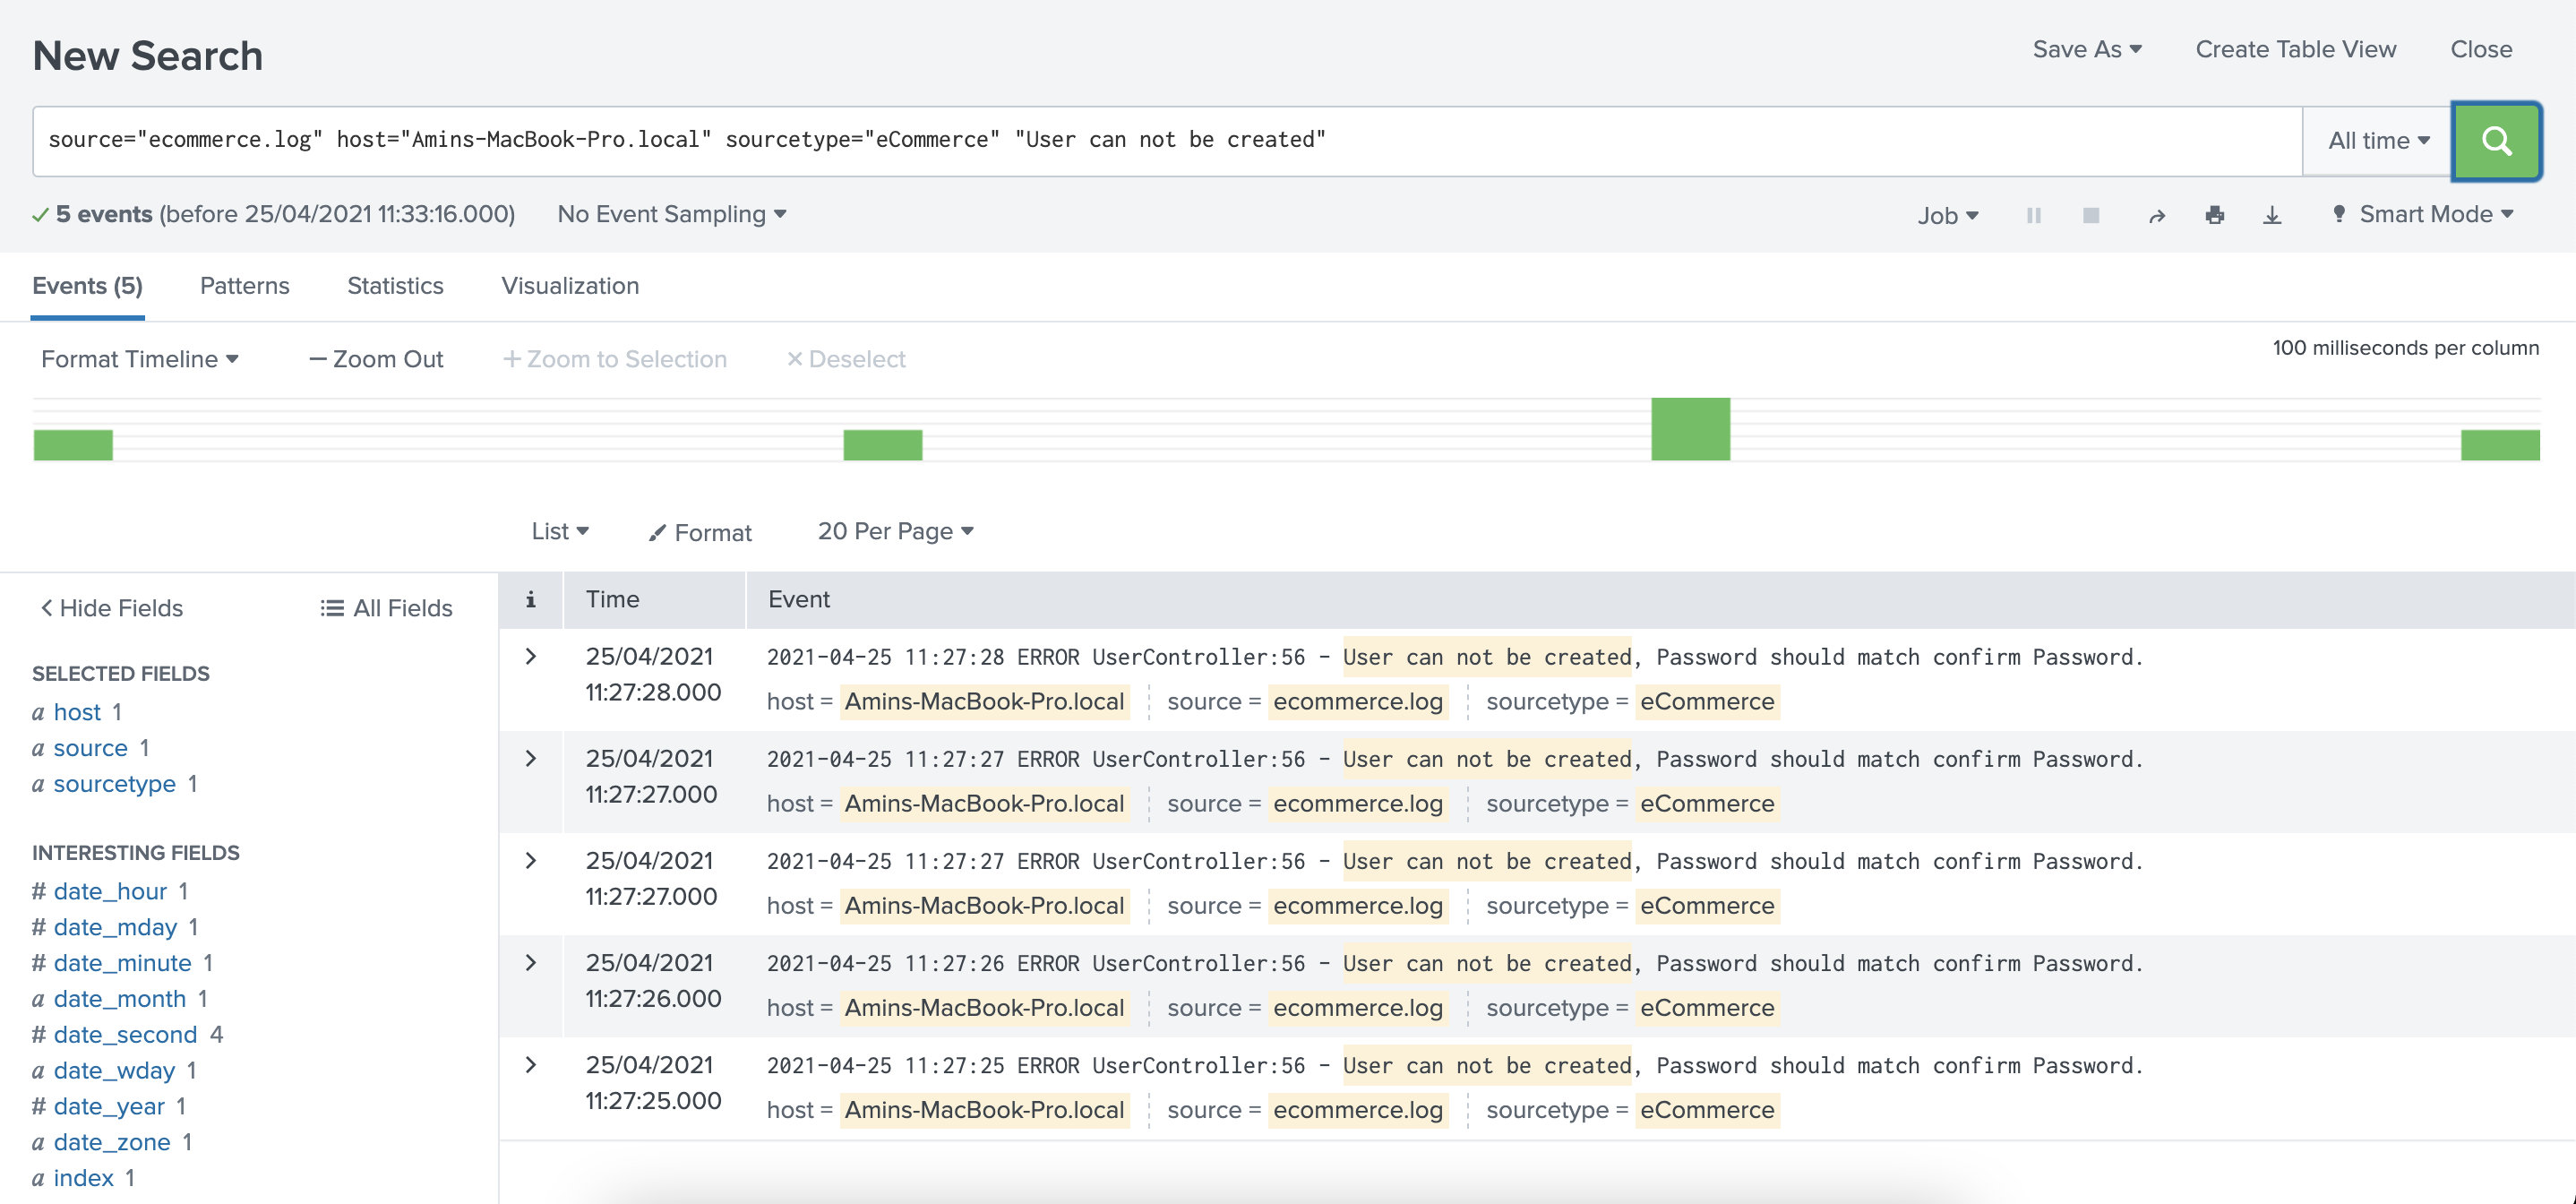 New Search
Save As
Create Table View
Close
source="ecommerce.log" host="Amins-MacBook-Pro.local" sourcetype="eCommerce" "User can not be created"
All time
5 events (before 25/04/2021 11:33:16.000)
No Event Sampling
Job
Smart Mode
Events (5)
Patterns
Statistics
Visualization
Format Timeline
— Zoom Out
+ Zoom to Selection
× Deselect
100 milliseconds per column
List
Format
20 Per Page
< Hide Fields
All Fields
SELECTED FIELDS
a host 1
a source 1
a sourcetype 1
INTERESTING FIELDS
# date_hour 1
# date_mday 1
# date_minute 1
a date_month 1
# date_second 4
a date_wday 1
# date_year 1
a date_zone 1
a index 1
i
Time
Event
> 25/04/2021
11:27:28.000
2021-04-25 11:27:28 ERROR UserController:56 - User can not be created, Password should match confirm Password.
host = Amins-MacBook-Pro.local source = ecommerce.log sourcetype = eCommerce
> 25/04/2021
11:27:27.000
2021-04-25 11:27:27 ERROR UserController:56 - User can not be created, Password should match confirm Password.
host = Amins-MacBook-Pro.local source = ecommerce.log sourcetype = eCommerce
> 25/04/2021
11:27:27.000
2021-04-25 11:27:27 ERROR UserController:56 - User can not be created, Password should match confirm Password.
host = Amins-MacBook-Pro.local source = ecommerce.log sourcetype = eCommerce
> 25/04/2021
11:27:26.000
2021-04-25 11:27:26 ERROR UserController:56 - User can not be created, Password should match confirm Password.
host = Amins-MacBook-Pro.local source = ecommerce.log sourcetype = eCommerce
> 25/04/2021
11:27:25.000
2021-04-25 11:27:25 ERROR UserController:56 - User can not be created, Password should match confirm Password.
host = Amins-MacBook-Pro.local source = ecommerce.log sourcetype = eCommerce